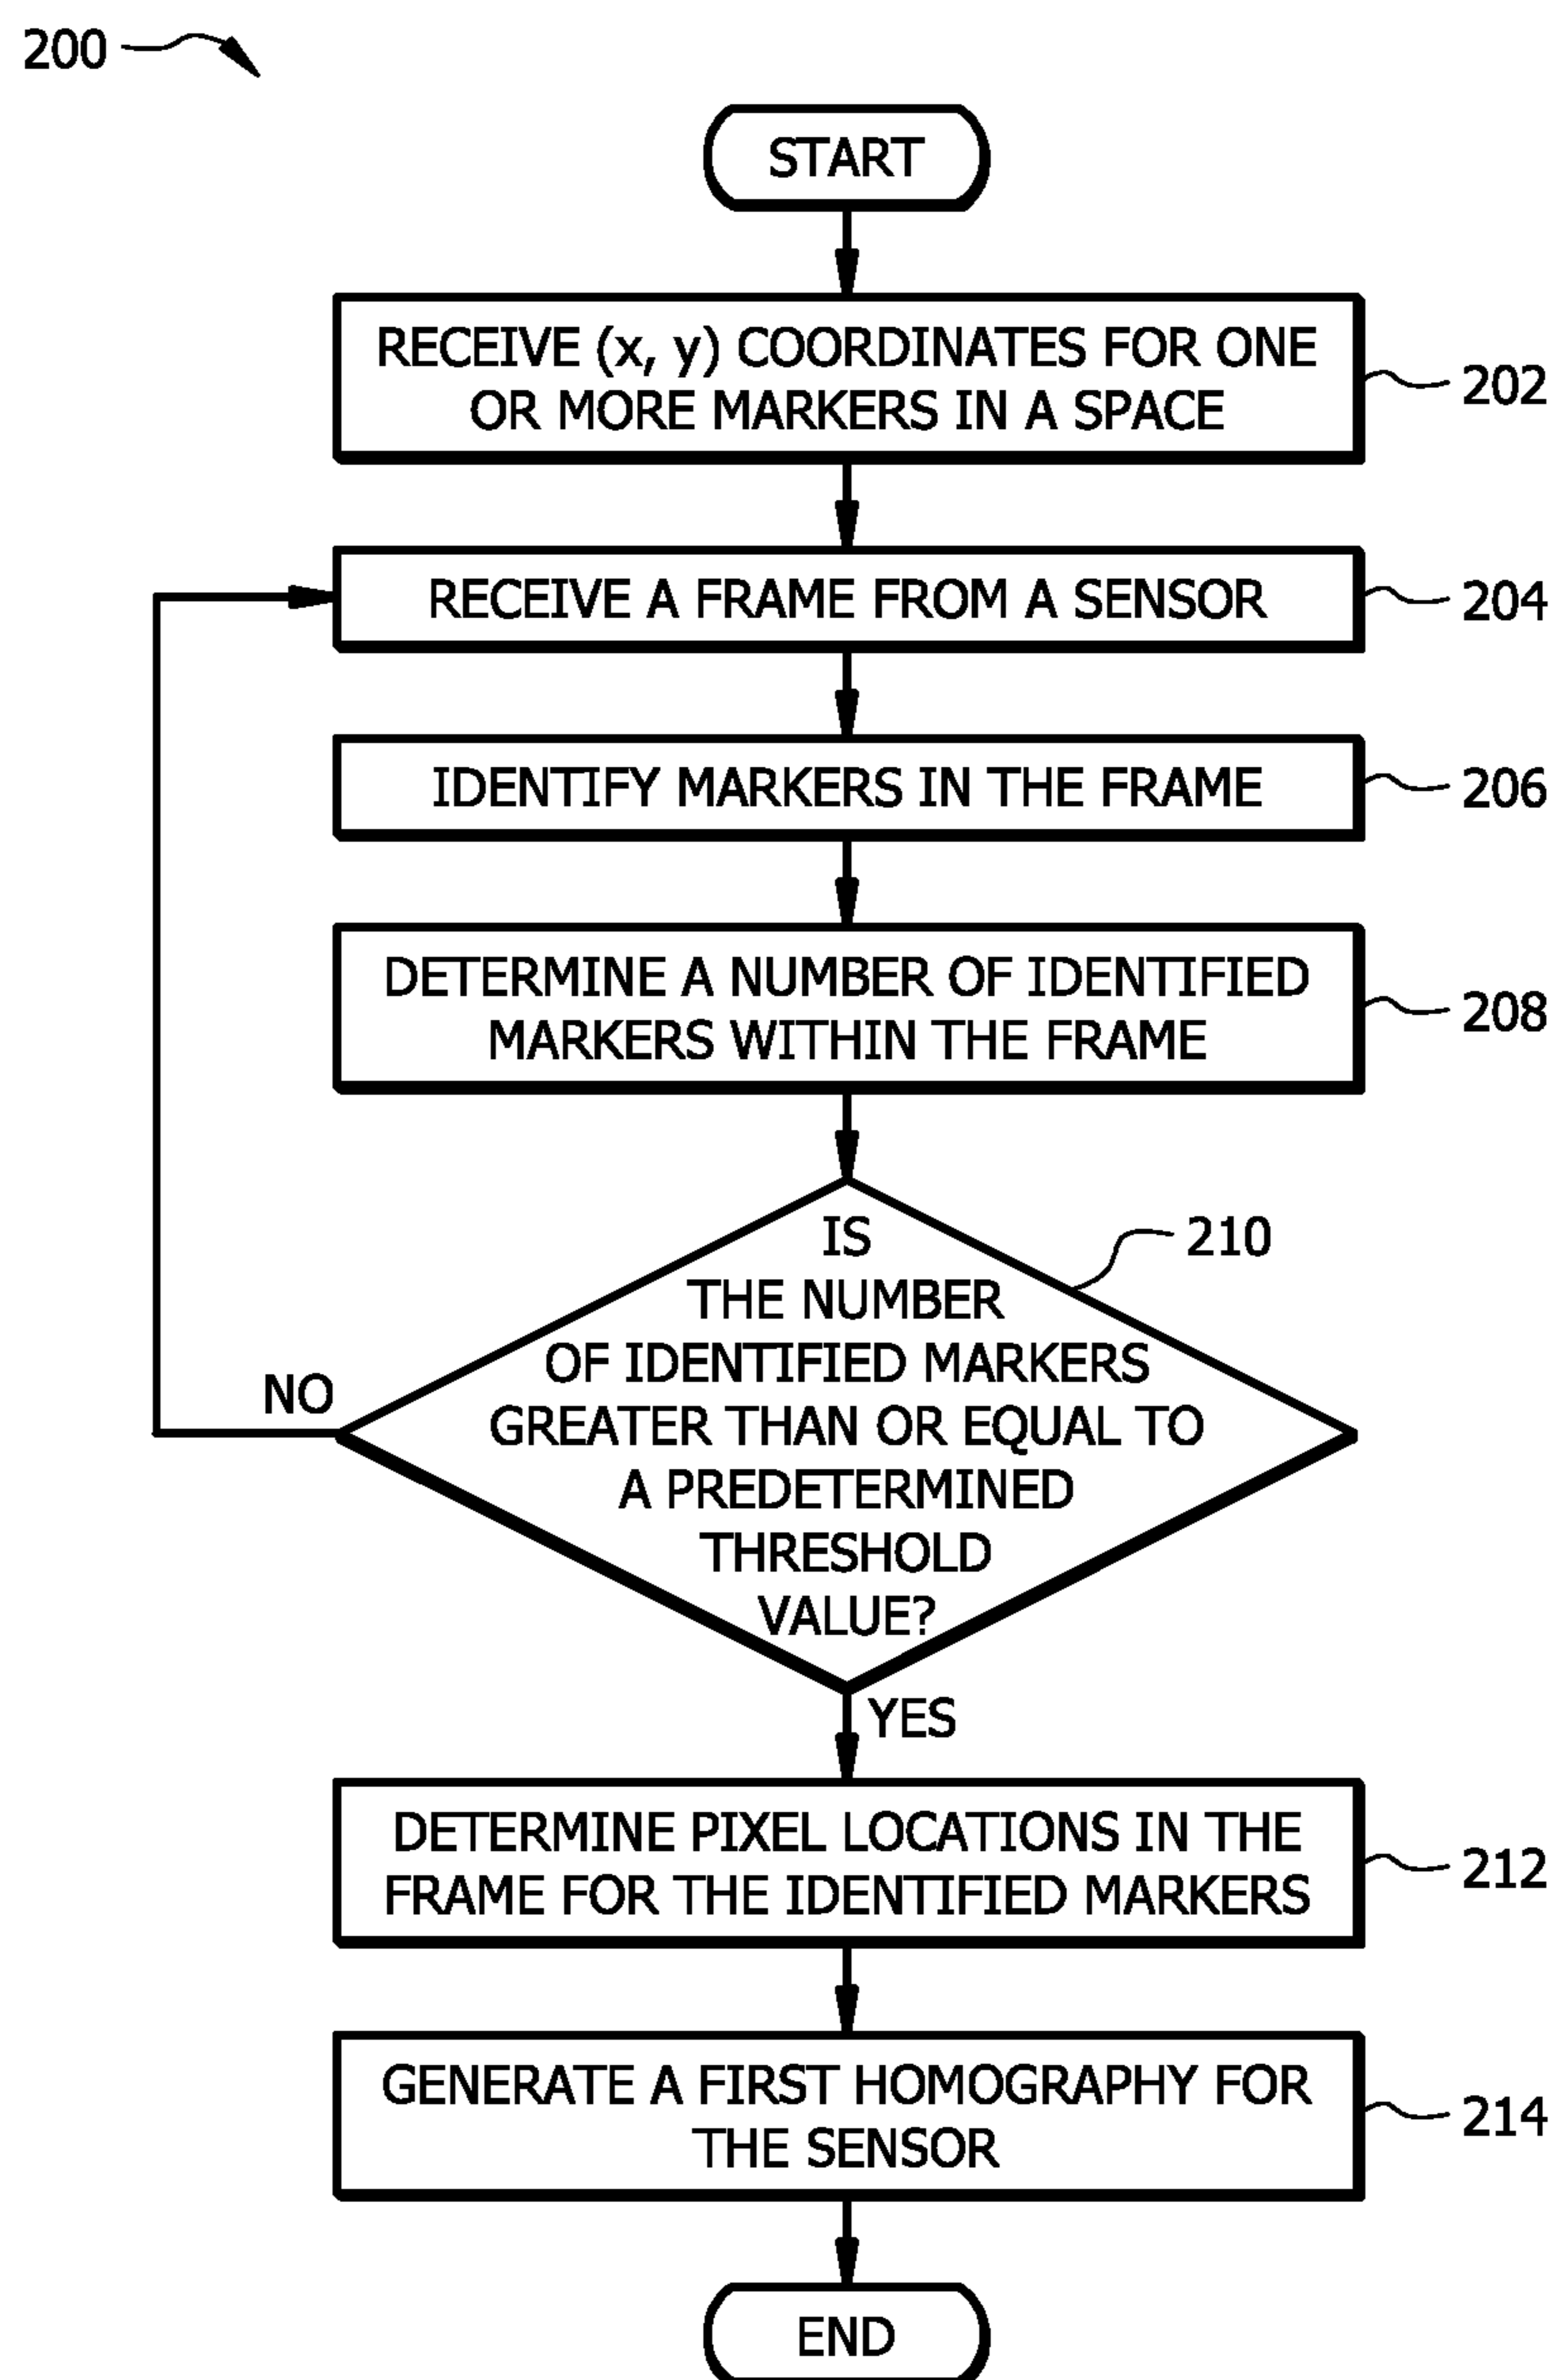 200
START
RECEIVE (x, y) COORDINATES FOR ONE
OR MORE MARKERS IN A SPACE
202
RECEIVE A FRAME FROM A SENSOR
204
IDENTIFY MARKERS IN THE FRAME
206
DETERMINE A NUMBER OF IDENTIFIED
MARKERS WITHIN THE FRAME
208
IS
THE NUMBER
OF IDENTIFIED MARKERS
GREATER THAN OR EQUAL TO
A PREDETERMINED
THRESHOLD
VALUE?
210
NO
YES
DETERMINE PIXEL LOCATIONS IN THE
FRAME FOR THE IDENTIFIED MARKERS
212
GENERATE A FIRST HOMOGRAPHY FOR
THE SENSOR
214
END